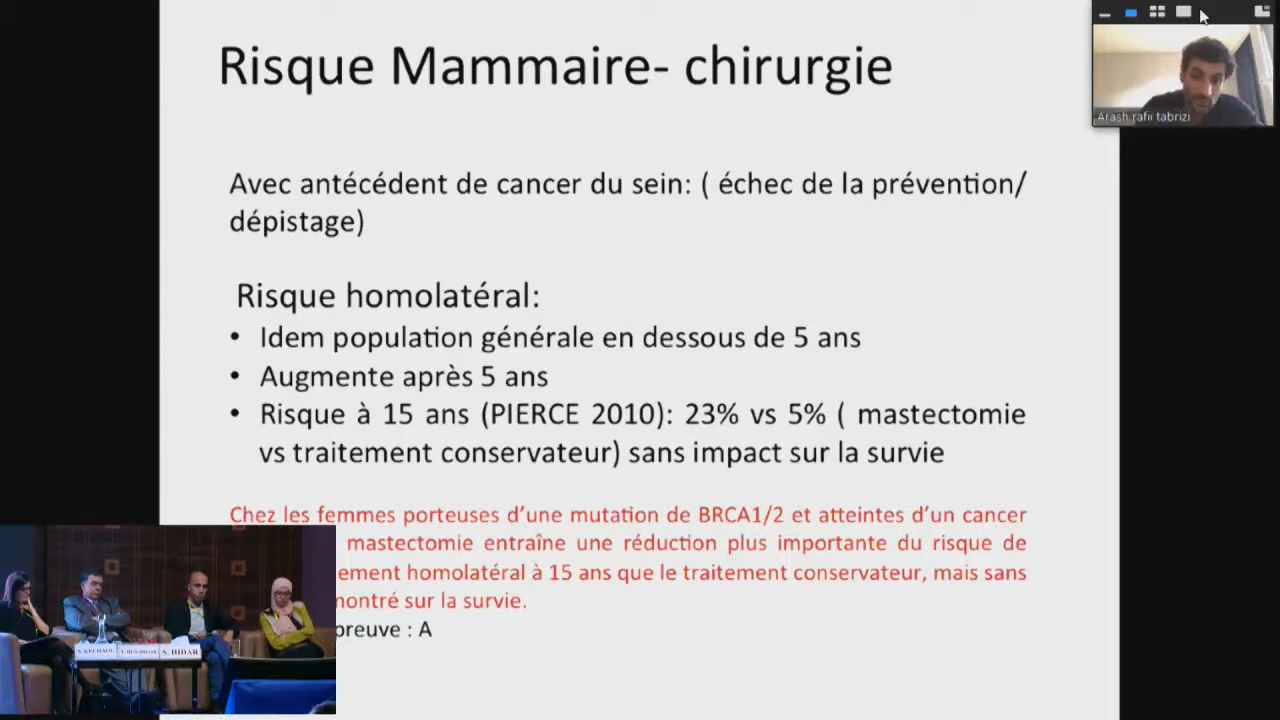 Risque Mammaire- chirurgie
Arash rafii tabrizi
Avec antécédent de cancer du sein: ( échec de la prévention/
dépistage)
Risque homolatéral:
• Idem population générale en dessous de 5 ans
• Augmente après 5 ans
• Risque à 15 ans (PIERCE 2010): 23% vs 5% ( mastectomie
vs traitement conservateur) sans impact sur la survie
Chez les femmes porteuses d’une mutation de BRCA1/2 et atteintes d’un cancer
mastectomie entraîne une réduction plus importante du risque de
ement homolatéral à 15 ans que le traitement conservateur, mais sans
montré sur la survie.
preuve : A
S. HIDAR